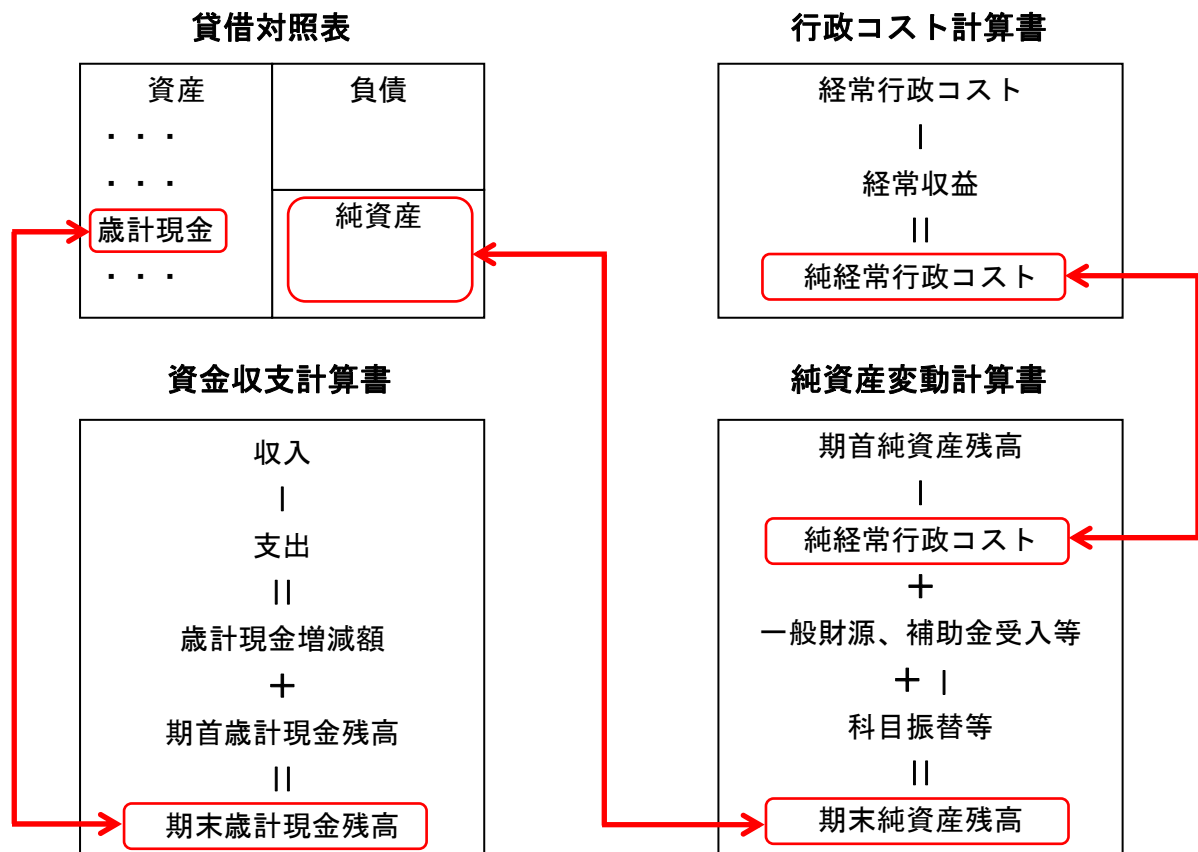 貸借対照表
資産
・・・
・・・
歳計現金
・・・
負債
純資産
行政コスト計算書
経常行政コスト
－
経常収益
＝
純経常行政コスト
資金収支計算書
収入
－
支出
＝
歳計現金増減額
＋
期首歳計現金残高
＝
期末歳計現金残高
純資産変動計算書
期首純資産残高
－
純経常行政コスト
＋
一般財源、補助金受入等
＋－
科目振替等
＝
期末純資産残高